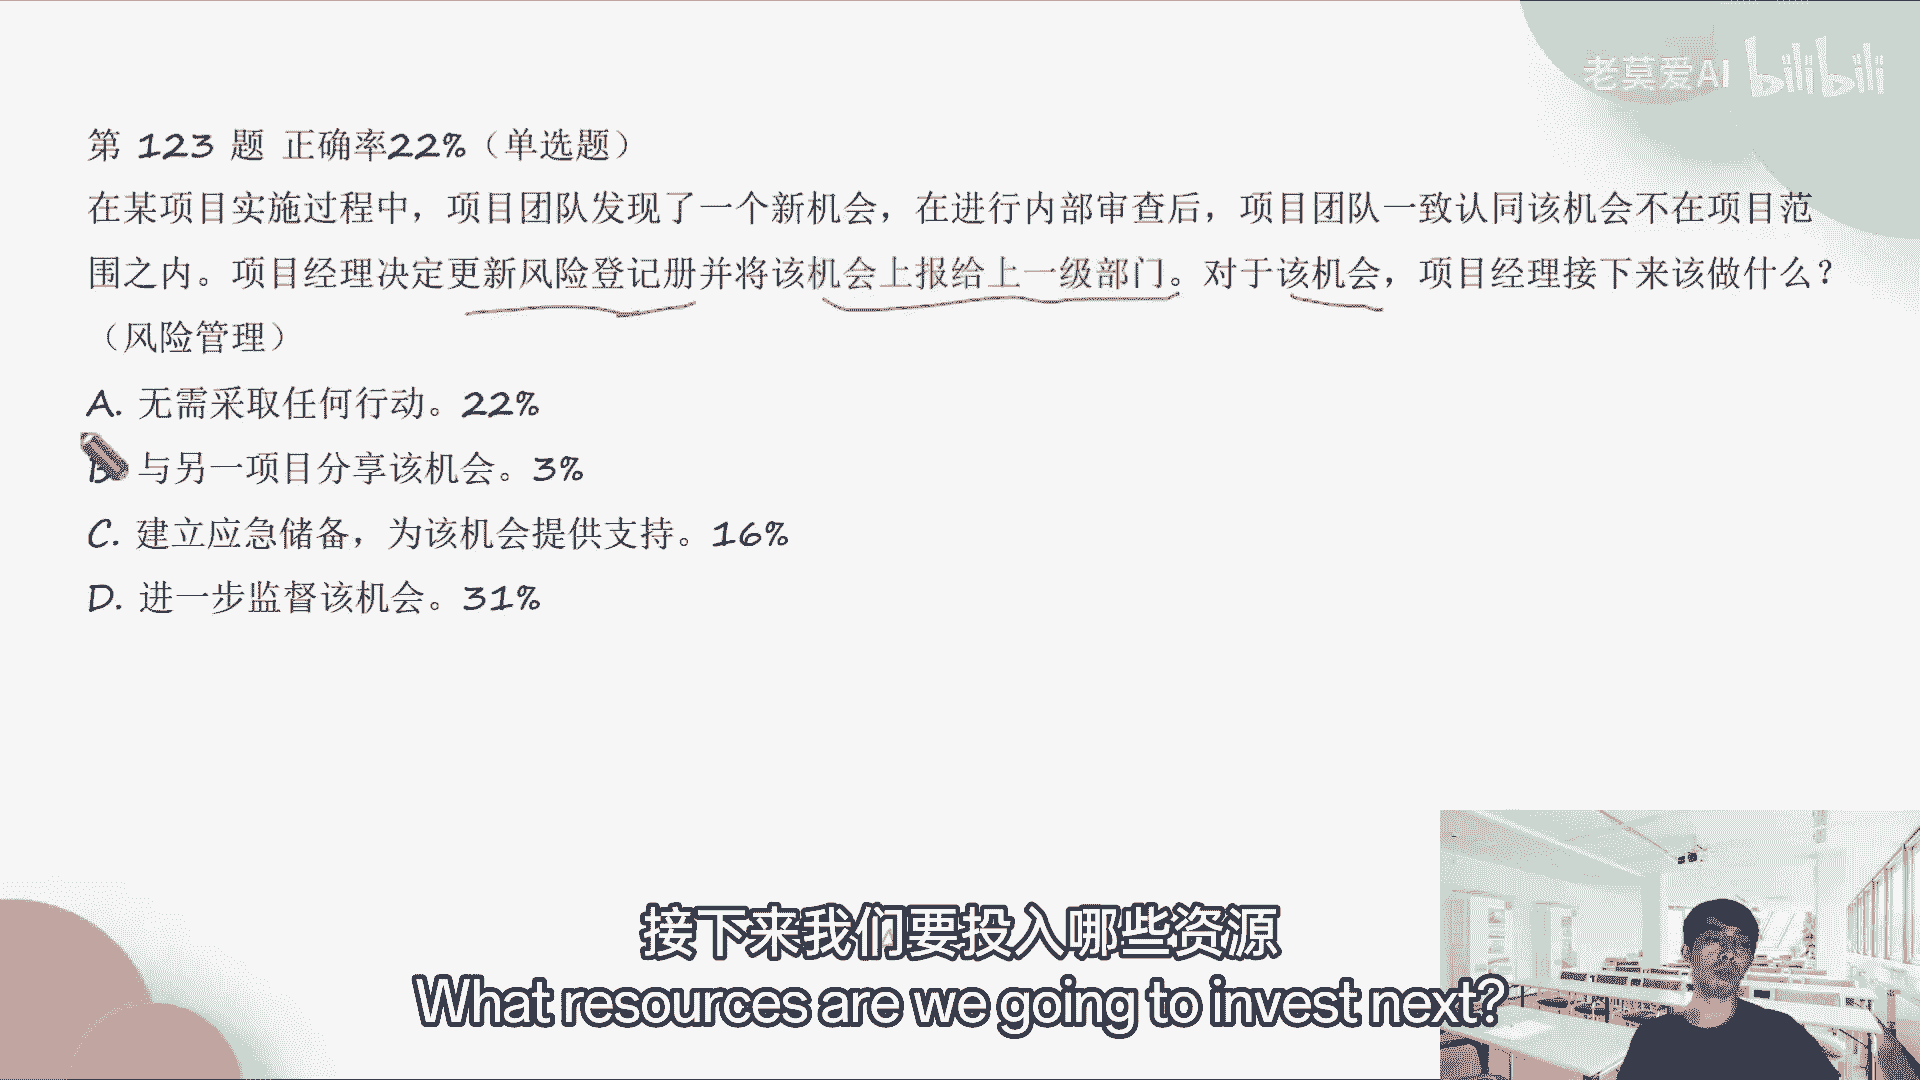 老莫爱AI bilibili
第 123 题 正确率22%（单选题）
在某项目实施过程中，项目团队发现了一个新机会，在进行内部审查后，项目团队一致认同该机会不在项目范
围之内。项目经理决定更新风险登记册并将该机会上报给上一级部门。对于该机会，项目经理接下来该做什么？
（风险管理）
A. 无需采取任何行动。22%
B 与另一项目分享该机会。3%
C. 建立应急储备，为该机会提供支持。16%
D. 进一步监督该机会。31%
接下来我们要投入哪些资源
What resources are we going to invest next?